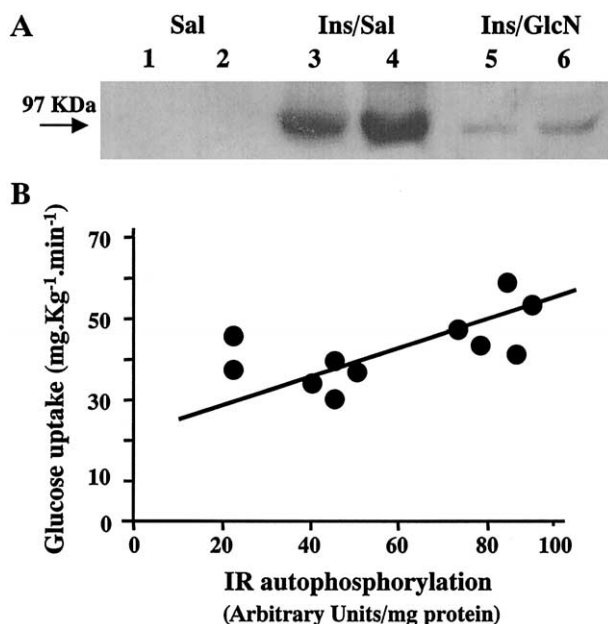 A
Sal Ins/Sal Ins/GlcN
1 2 3 4 5 6
97 KDa
B
Glucose uptake (mg.Kg⁻¹.min⁻¹)
70
50
30
10
0
0 20 40 60 80 100
IR autophosphorylation
(Arbitrary Units/mg protein)